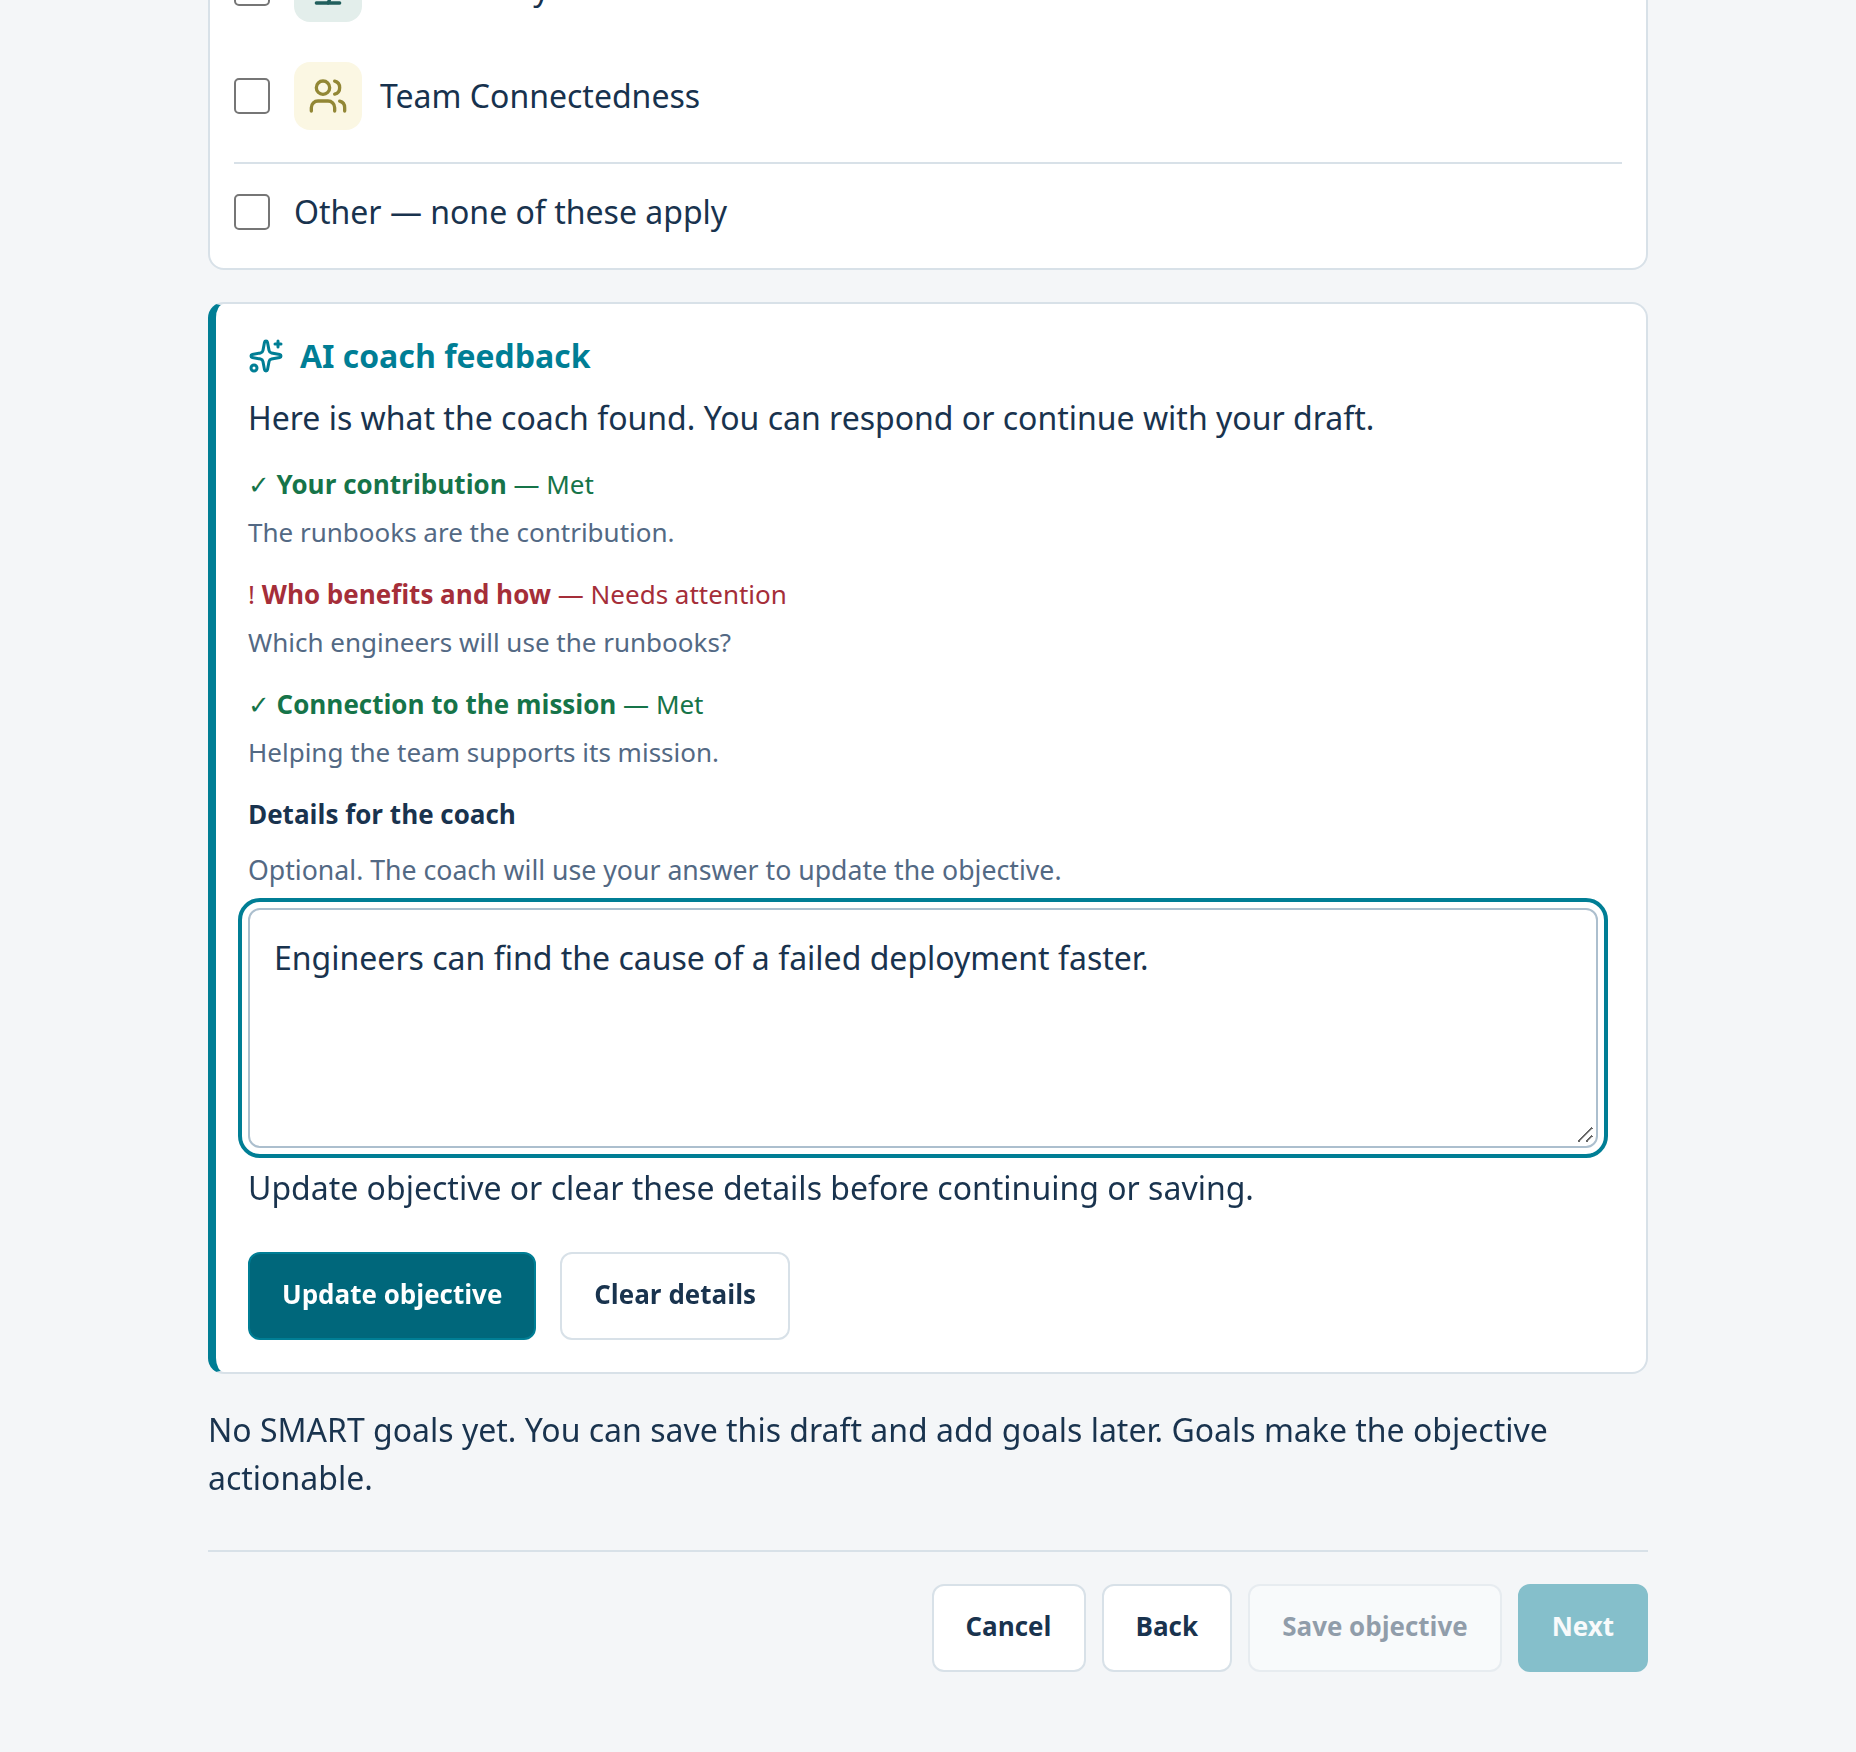 Team Connectedness
Other — none of these apply
AI coach feedback
Here is what the coach found. You can respond or continue with your draft.
✓ Your contribution — Met
The runbooks are the contribution.
! Who benefits and how — Needs attention
Which engineers will use the runbooks?
✓ Connection to the mission — Met
Helping the team supports its mission.
Details for the coach
Optional. The coach will use your answer to update the objective.
Engineers can find the cause of a failed deployment faster.
Update objective or clear these details before continuing or saving.
Update objective
Clear details
No SMART goals yet. You can save this draft and add goals later. Goals make the objective
actionable.
Cancel
Back
Save objective
Next